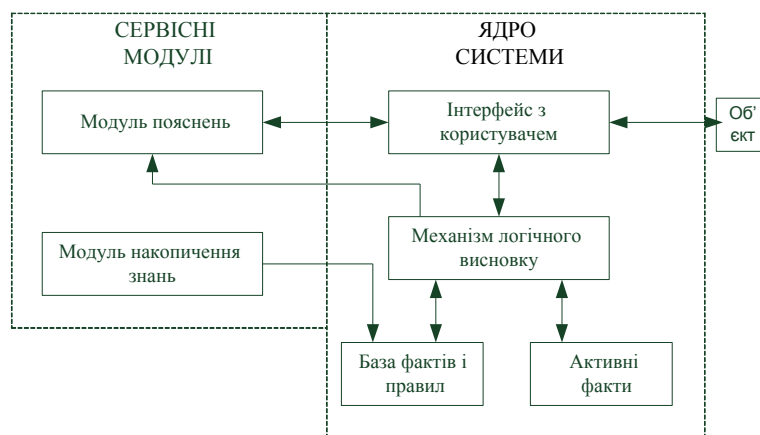 СЕРВІСНІ
МОДУЛІ
ЯДРО
СИСТЕМИ
Модуль пояснень
Інтерфейс з
користувачем
Об'
єкт
Модуль накопичення
знань
Механізм логічного
висновку
База фактів і
правил
Активні
факти